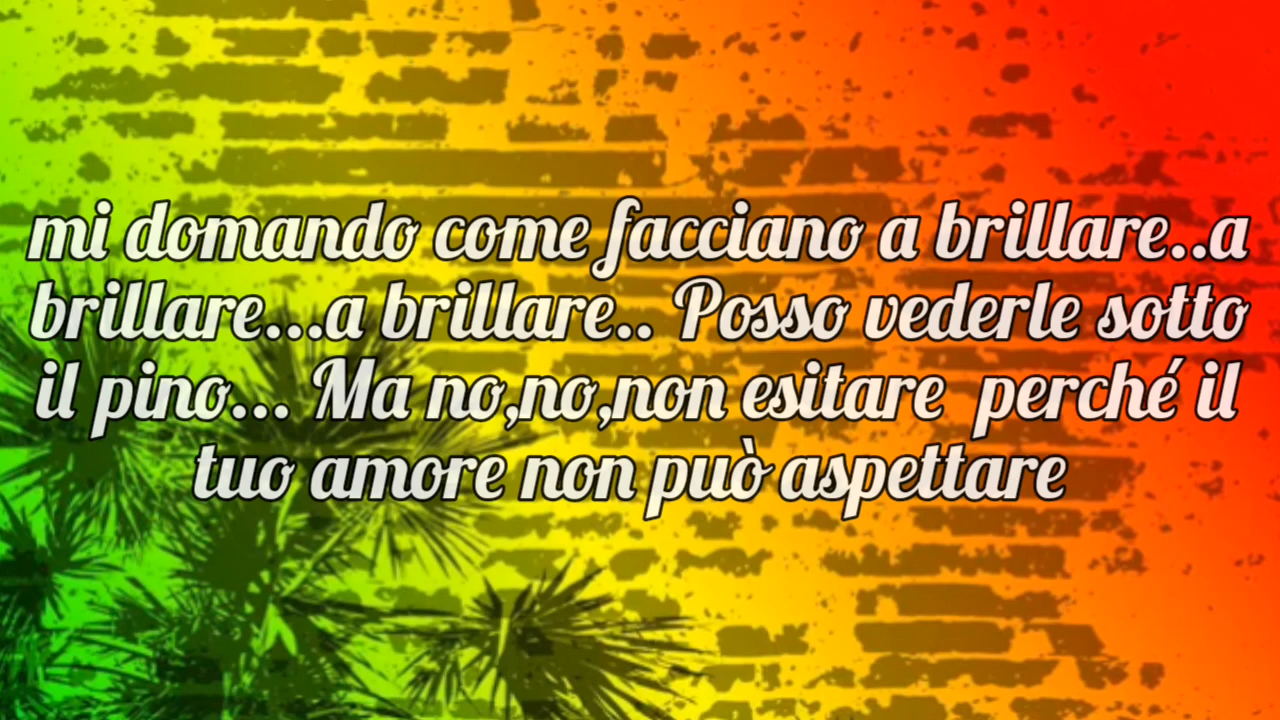 mi domando come facciano a brillare..a
brillare...a brillare.. Posso vederle sotto
il pino... Ma no,no,non esitare  perché il
tuo amore non può aspettare